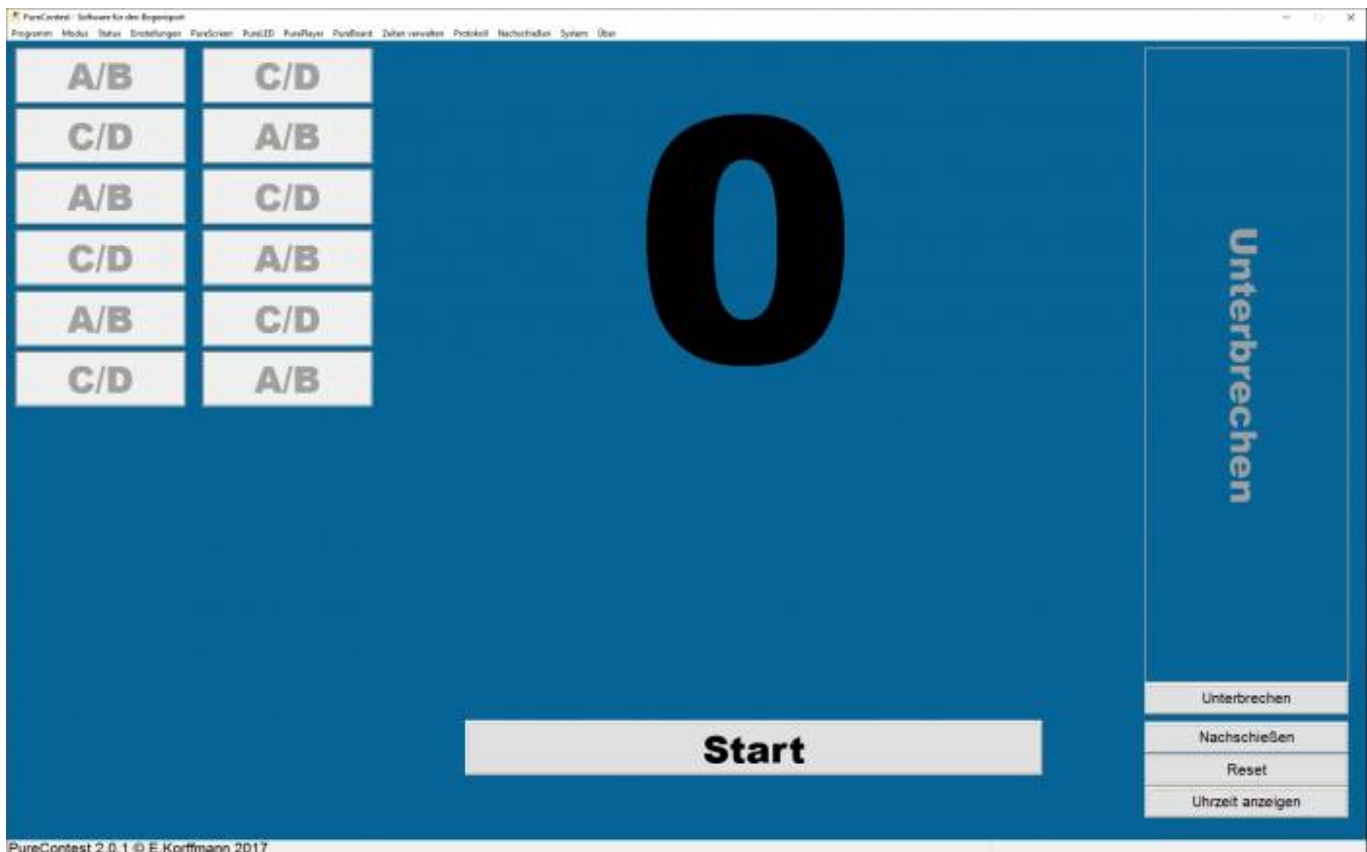 PureContest - Software für den Bogensport
Programm Modus Status Einstellungen PureScreen PureLED PurePlayer PureBoard Zeiten verwalten Protokoll Nachschießen System Über
A/B C/D
C/D A/B
A/B C/D
C/D A/B
A/B C/D
C/D A/B
0
Unterbrechen
Unterbrechen
Start
Nachschießen
Reset
Uhrzeit anzeigen
PureContest 2.0.1 © E.Korffmann 2017